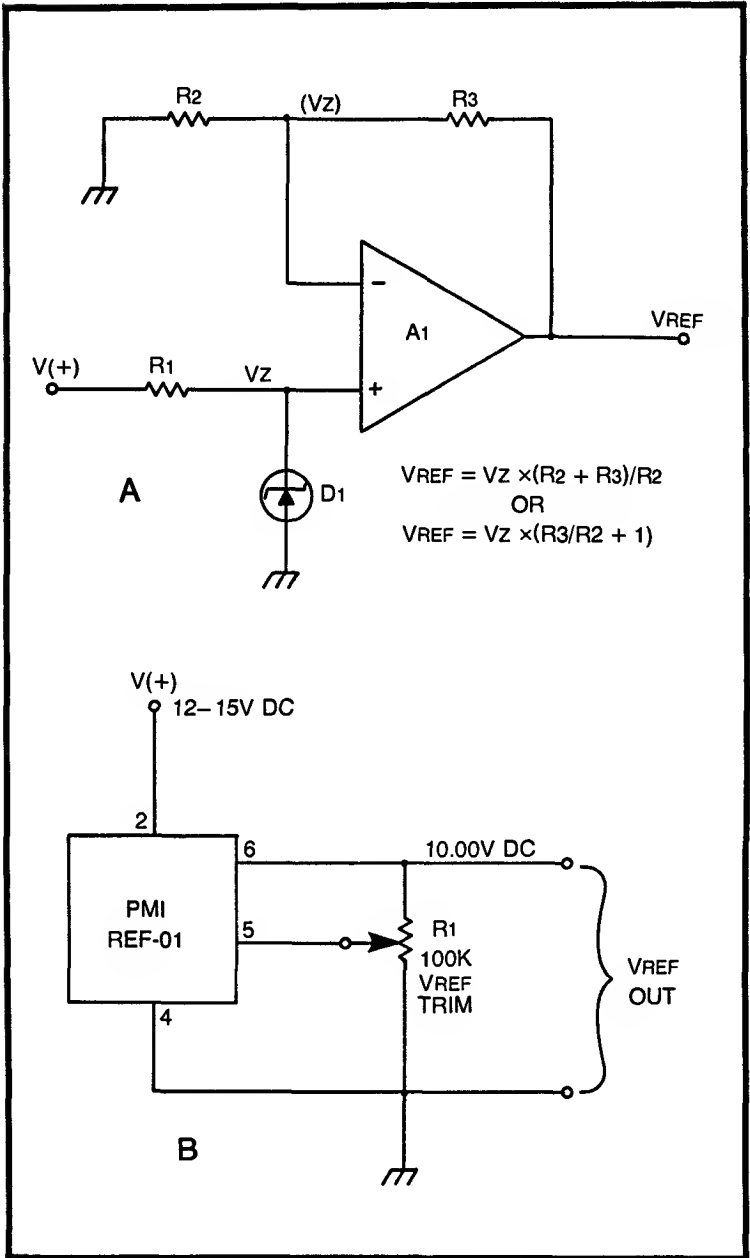 R2
(Vz)
R3
−
A1
VREF
V(+)
R1
Vz
+
A
D1
VREF = Vz ×(R2 + R3)/R2
OR
VREF = Vz ×(R3/R2 + 1)
V(+)
12–15V DC
2
6
10.00V DC
PMI
REF-01
5
R1
100K
VREF
TRIM
VREF
OUT
4
B